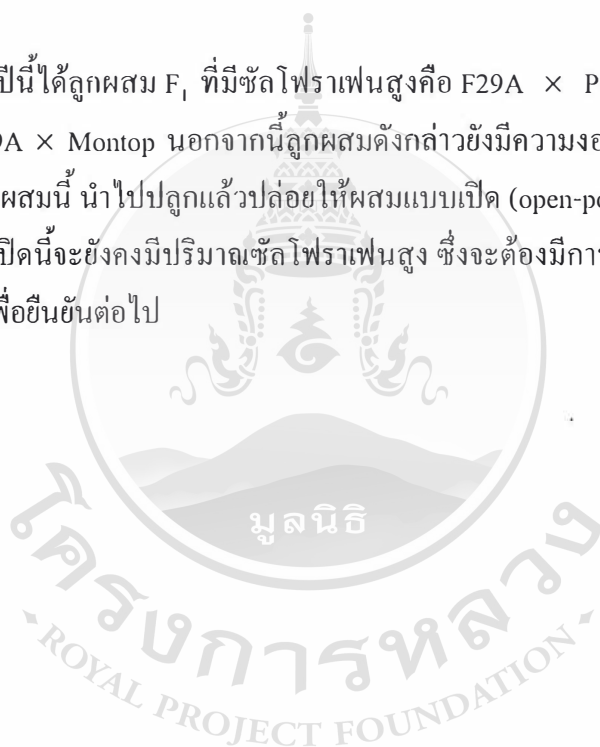 ปีนี้ได้ลูกผสม F₁ ที่มีซัลโฟราเฟนสูงคือ F29A × P
9A × Montop นอกจากนี้ลูกผสมดังกล่าวยังมีความงอ
ผสมนี้ นำไปปลูกแล้วปล่อยให้ผสมแบบเปิด (open-po
เปิดนี้จะยังคงมีปริมาณซัลโฟราเฟนสูง ซึ่งจะต้องมีการ
พื่อยืนยันต่อไป
มูลนิธิ
โครงการหลวง
ROYAL PROJECT FOUNDATION